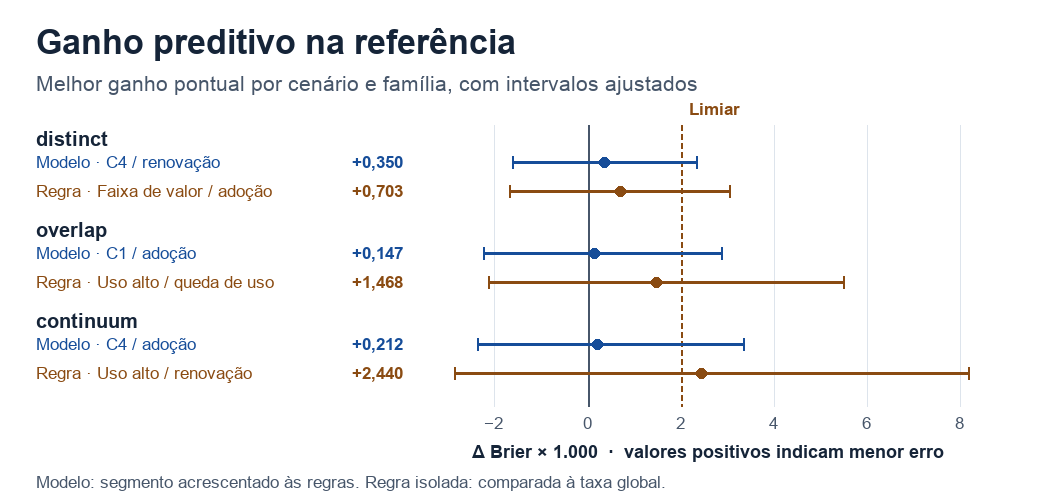 Ganho preditivo na referência
Melhor ganho pontual por cenário e família, com intervalos ajustados
Limiar
distinct
Modelo · C4 / renovação +0,350
Regra · Faixa de valor / adoção +0,703
overlap
Modelo · C1 / adoção +0,147
Regra · Uso alto / queda de uso +1,468
continuum
Modelo · C4 / adoção +0,212
Regra · Uso alto / renovação +2,440
−2 0 2 4 6 8
Δ Brier × 1.000 · valores positivos indicam menor erro
Modelo: segmento acrescentado às regras. Regra isolada: comparada à taxa global.